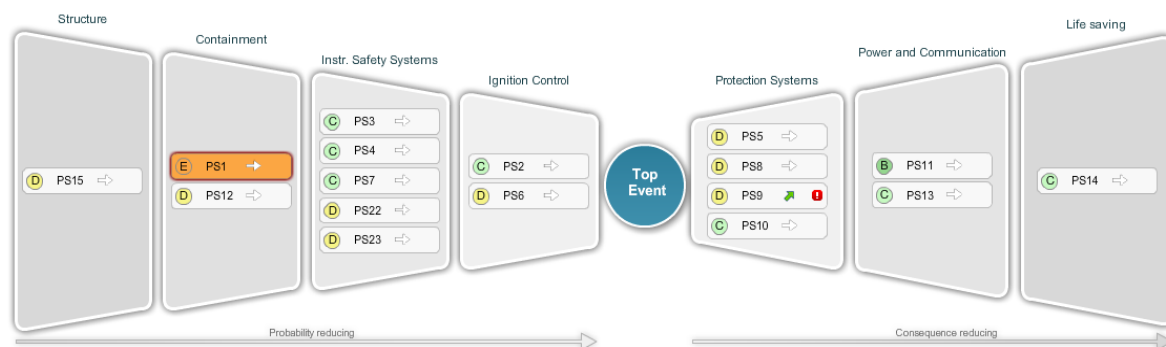 Structure
Containment
Instr. Safety Systems
Ignition Control
Protection Systems
Power and Communication
Life saving
D PS15
E PS1
D PS12
C PS3
C PS4
C PS7
D PS22
D PS23
C PS2
D PS6
Top
Event
D PS5
D PS8
D PS9 !
C PS10
B PS11
C PS13
C PS14
Probability reducing
Consequence reducing